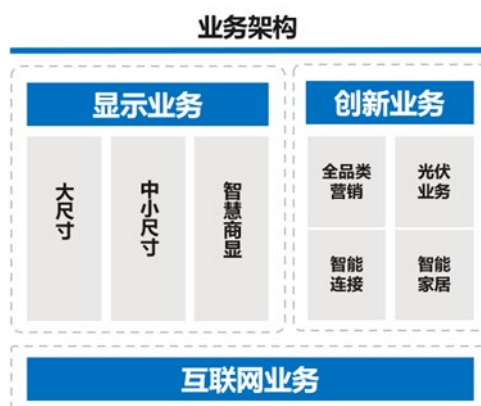 业务架构
显示业务
大尺寸
中小尺寸
智慧商显
创新业务
全品类
营销
光伏
业务
智能
连接
智能
家居
互联网业务